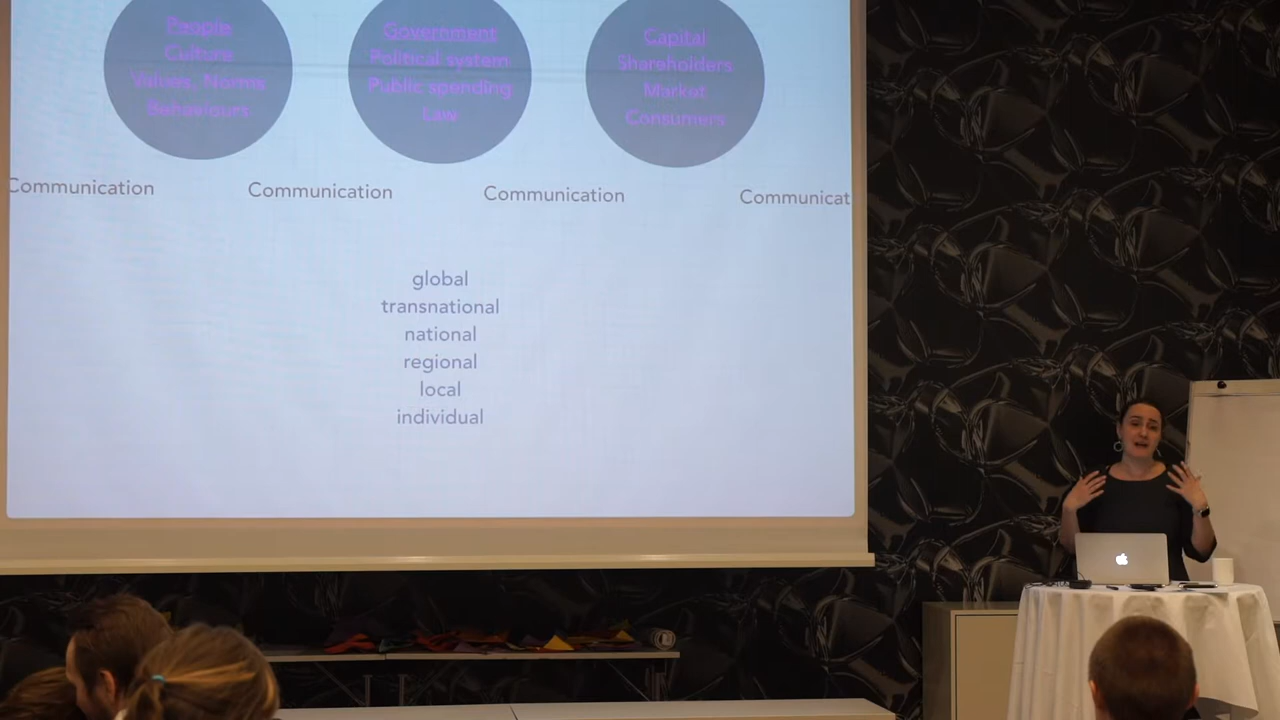 People
Culture
Values, Norms
Behaviours
Government
Political system
Public spending
Law
Capital
Shareholders
Market
Consumers
Communication
Communication
Communication
Communicat
global
transnational
national
regional
local
individual